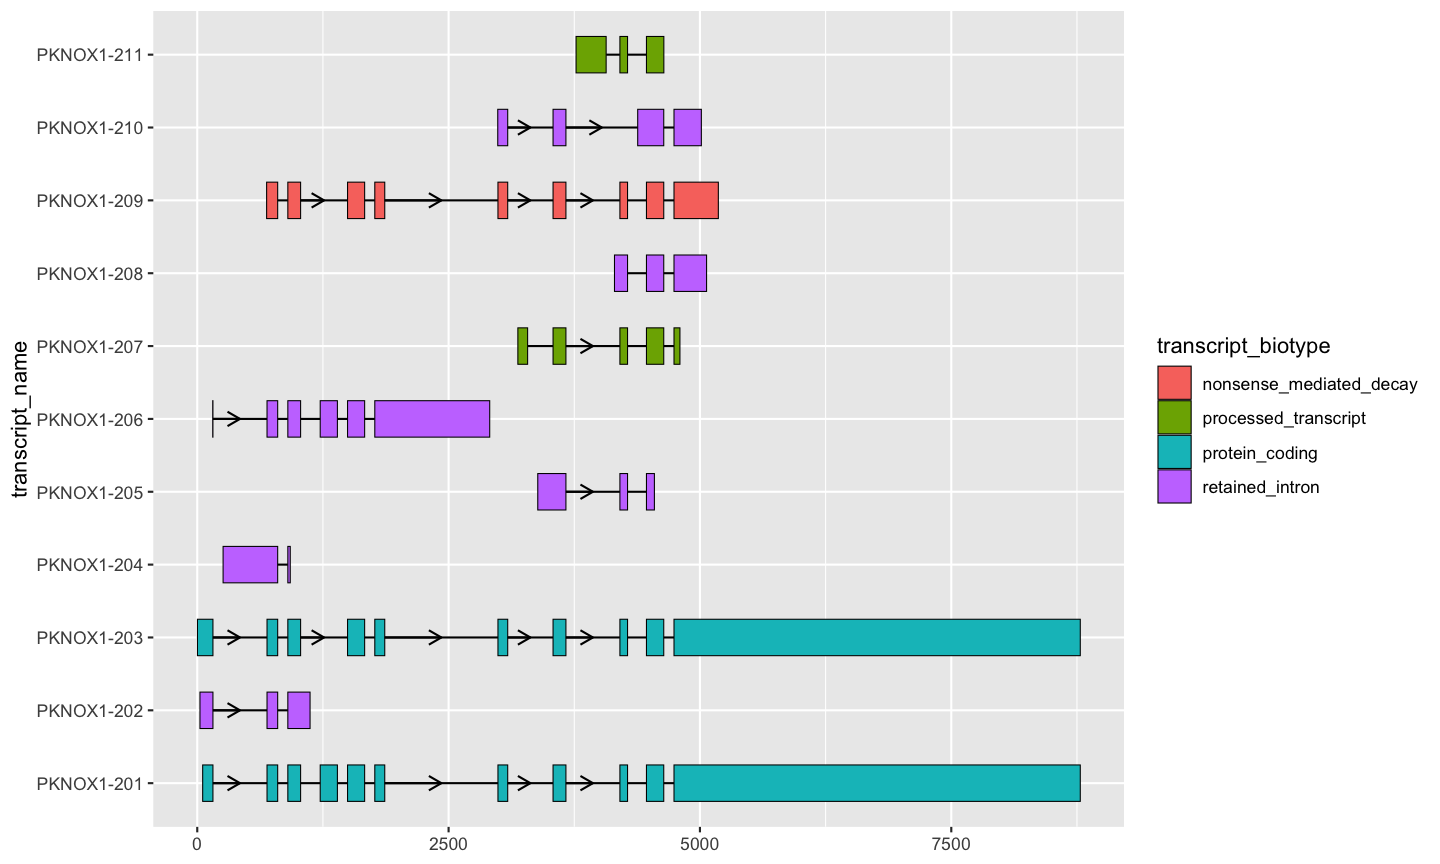 transcript_name
PKNOX1-211
PKNOX1-210
PKNOX1-209
PKNOX1-208
PKNOX1-207
PKNOX1-206
PKNOX1-205
PKNOX1-204
PKNOX1-203
PKNOX1-202
PKNOX1-201
0 2500 5000 7500
transcript_biotype
nonsense_mediated_decay
processed_transcript
protein_coding
retained_intron